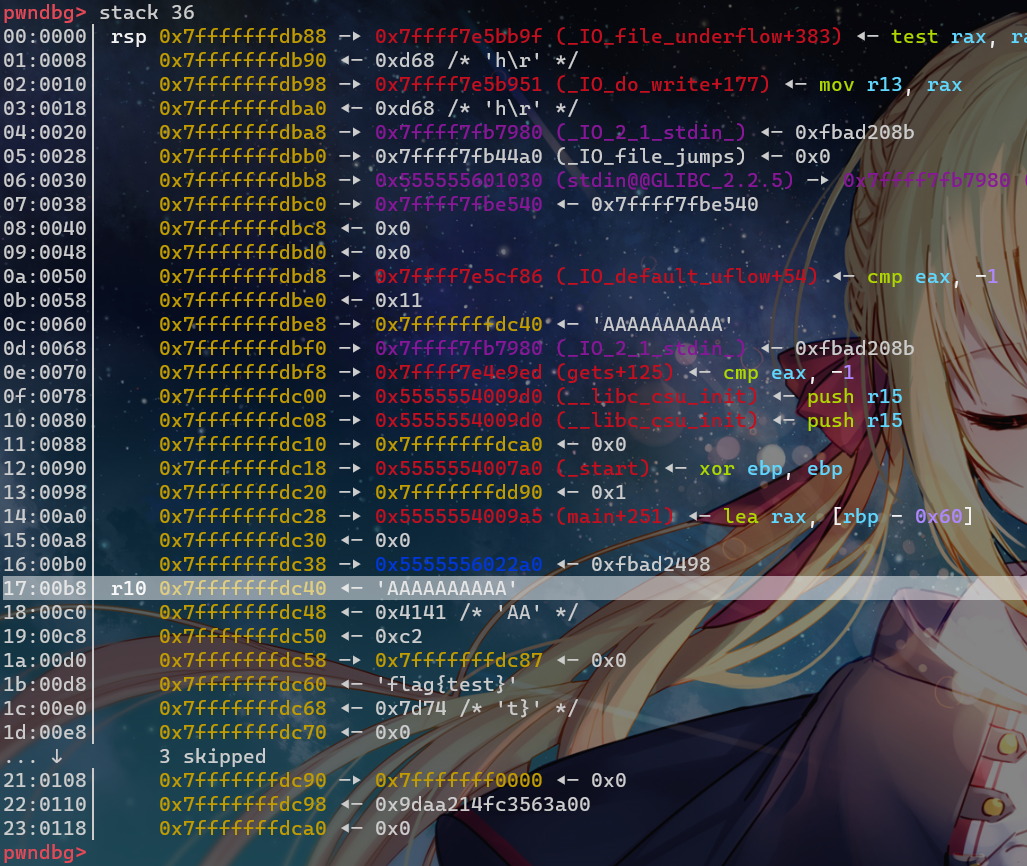 pwndbg> stack 36
00:0000│ rsp 0x7fffffffdb88 —▸ 0x7ffff7e5bb9f (_IO_file_underflow+383) ◂— test rax, ra
01:0008│     0x7fffffffdb90 ◂— 0xd68 /* 'h\r' */
02:0010│     0x7fffffffdb98 —▸ 0x7ffff7e5b951 (_IO_do_write+177) ◂— mov r13, rax
03:0018│     0x7fffffffdba0 ◂— 0xd68 /* 'h\r' */
04:0020│     0x7fffffffdba8 —▸ 0x7ffff7fb7980 (_IO_2_1_stdin_) ◂— 0xfbad208b
05:0028│     0x7fffffffdbb0 —▸ 0x7ffff7fb44a0 (_IO_file_jumps) ◂— 0x0
06:0030│     0x7fffffffdbb8 —▸ 0x555555601030 (stdin@@GLIBC_2.2.5) —▸ 0x7ffff7fb7980 (
07:0038│     0x7fffffffdbc0 —▸ 0x7ffff7fbe540 ◂— 0x7ffff7fbe540
08:0040│     0x7fffffffdbc8 ◂— 0x0
09:0048│     0x7fffffffdbd0 ◂— 0x0
0a:0050│     0x7fffffffdbd8 —▸ 0x7ffff7e5cf86 (_IO_default_uflow+54) ◂— cmp eax, -1
0b:0058│     0x7fffffffdbe0 ◂— 0x11
0c:0060│     0x7fffffffdbe8 —▸ 0x7fffffffdc40 ◂— 'AAAAAAAAAA'
0d:0068│     0x7fffffffdbf0 —▸ 0x7ffff7fb7980 (_IO_2_1_stdin_) ◂— 0xfbad208b
0e:0070│     0x7fffffffdbf8 —▸ 0x7ffff7e4e9ed (gets+125) ◂— cmp eax, -1
0f:0078│     0x7fffffffdc00 —▸ 0x5555554009d0 (__libc_csu_init) ◂— push r15
10:0080│     0x7fffffffdc08 —▸ 0x5555554009d0 (__libc_csu_init) ◂— push r15
11:0088│     0x7fffffffdc10 —▸ 0x7fffffffdca0 ◂— 0x0
12:0090│     0x7fffffffdc18 —▸ 0x5555554007a0 (_start) ◂— xor ebp, ebp
13:0098│     0x7fffffffdc20 —▸ 0x7fffffffdd90 ◂— 0x1
14:00a0│     0x7fffffffdc28 —▸ 0x5555554009a5 (main+251) ◂— lea rax, [rbp - 0x60]
15:00a8│     0x7fffffffdc30 ◂— 0x0
16:00b0│     0x7fffffffdc38 —▸ 0x5555556022a0 ◂— 0xfbad2498
17:00b8│ r10 0x7fffffffdc40 ◂— 'AAAAAAAAAA'
18:00c0│     0x7fffffffdc48 ◂— 0x4141 /* 'AA' */
19:00c8│     0x7fffffffdc50 ◂— 0xc2
1a:00d0│     0x7fffffffdc58 —▸ 0x7fffffffdc87 ◂— 0x0
1b:00d8│     0x7fffffffdc60 ◂— 'flag{test}'
1c:00e0│     0x7fffffffdc68 ◂— 0x7d74 /* 't}' */
1d:00e8│     0x7fffffffdc70 ◂— 0x0
... ↓        3 skipped
21:0108│     0x7fffffffdc90 —▸ 0x7fffffff0000 ◂— 0x0
22:0110│     0x7fffffffdc98 ◂— 0x9daa214fc3563a00
23:0118│     0x7fffffffdca0 ◂— 0x0
pwndbg>